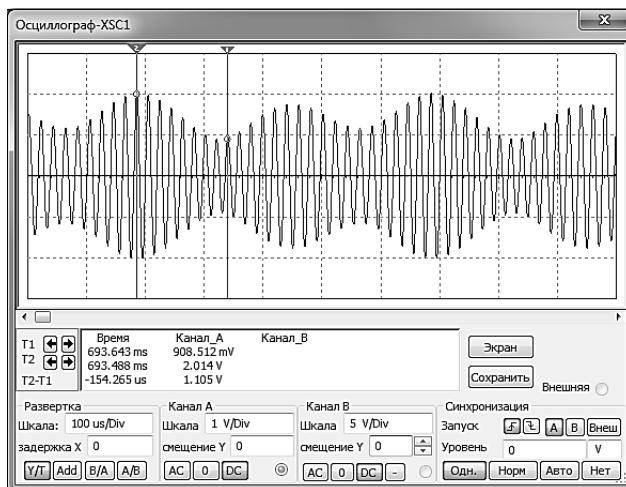 Осциллограф-XSC1
x
2
1
T1
T2
T2-T1
Время Канал_A Канал_B
693.643 ms 908.512 mV
693.488 ms 2.014 V
-154.265 us 1.105 V
Экран
Сохранить
Внешняя
Развертка
Шкала: 100 us/Div
задержка X 0
Y/T Add B/A A/B
Канал A
Шкала 1 V/Div
смещение Y 0
AC 0 DC
Канал B
Шкала 5 V/Div
смещение Y 0
AC 0 DC -
Синхронизация
Запуск A B Внеш
Уровень 0 V
Одн. Норм Авто Нет